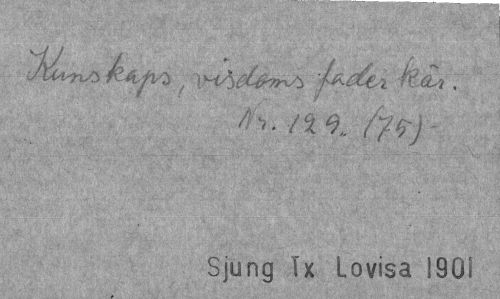 Kunskaps, visdoms fader kär.
Nr. 129. (75)
Sjung Tx Lovisa 1901